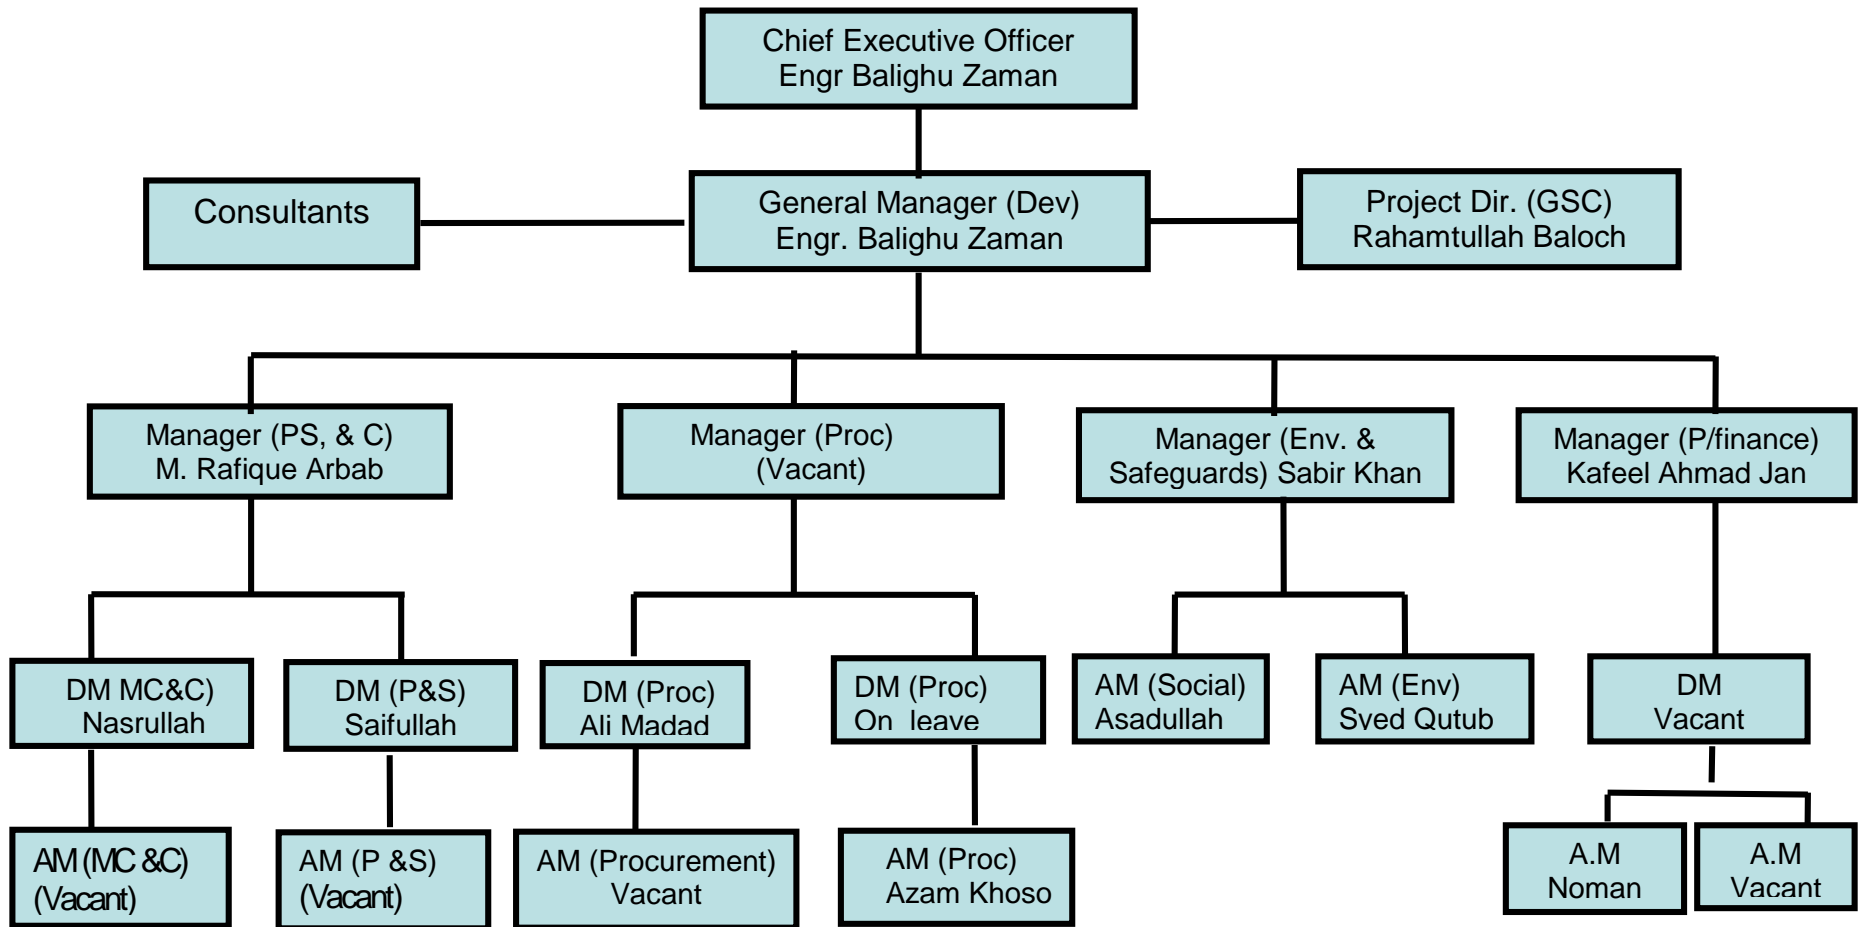 Chief Executive Officer
Engr Balighu Zaman
Consultants
General Manager (Dev)
Engr. Balighu Zaman
Project Dir. (GSC)
Rahamtullah Baloch
Manager (PS, & C)
M. Rafique Arbab
Manager (Proc)
(Vacant)
Manager (Env. &
Safeguards) Sabir Khan
Manager (P/finance)
Kafeel Ahmad Jan
DM MC&C)
Nasrullah
DM (P&S)
Saifullah
DM (Proc)
Ali Madad
DM (Proc)
On leave
AM (Social)
Asadullah
AM (Env)
Syed Qutub
DM
Vacant
AM (MC &C)
(Vacant)
AM (P &S)
(Vacant)
AM (Procurement)
Vacant
AM (Proc)
Azam Khoso
A.M
Noman
A.M
Vacant